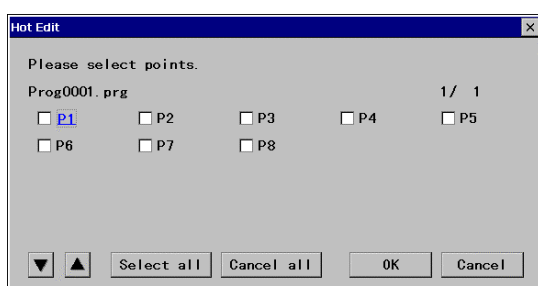 Hot Edit
Please select points.
Prog0001.prg 1/ 1
P1 P2 P3 P4 P5
P6 P7 P8
Select all Cancel all OK Cancel